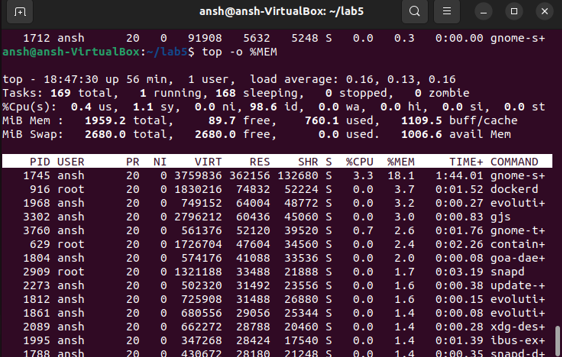 ansh@ansh-VirtualBox: ~/lab5
1712 ansh 20 0 91908 5632 5248 S 0.0 0.3 0:00.00 gnome-s+
ansh@ansh-VirtualBox:~/lab5$ top -o %MEM
top - 18:47:30 up 56 min, 1 user, load average: 0.16, 0.13, 0.16
Tasks: 169 total, 1 running, 168 sleeping, 0 stopped, 0 zombie
%Cpu(s): 0.4 us, 1.1 sy, 0.0 ni, 98.6 id, 0.0 wa, 0.0 hi, 0.0 si, 0.0 st
MiB Mem : 1959.2 total, 89.7 free, 760.1 used, 1109.5 buff/cache
MiB Swap: 2680.0 total, 2680.0 free, 0.0 used. 1006.6 avail Mem
PID USER PR NI VIRT RES SHR S %CPU %MEM TIME+ COMMAND
1745 ansh 20 0 3759836 362156 132680 S 3.3 18.1 1:44.01 gnome-s+
916 root 20 0 1830216 74832 52224 S 0.0 3.7 0:01.52 dockerd
1968 ansh 20 0 749152 64004 48772 S 0.0 3.2 0:00.27 evoluti+
3302 ansh 20 0 2796212 60436 45060 S 0.0 3.0 0:00.83 gjs
3760 ansh 20 0 561376 52120 39520 S 0.7 2.6 0:01.76 gnome-t+
629 root 20 0 1726704 47604 34560 S 0.0 2.4 0:02.26 contain+
1804 ansh 20 0 574176 41088 33536 S 0.0 2.0 0:00.08 goa-dae+
2909 root 20 0 1321188 33488 21888 S 0.0 1.7 0:03.19 snapd
2273 ansh 20 0 502320 31492 23556 S 0.0 1.6 0:00.38 update-+
1812 ansh 20 0 725908 31488 26880 S 0.0 1.6 0:00.15 evoluti+
1861 ansh 20 0 680556 29056 25344 S 0.0 1.4 0:00.08 evoluti+
2089 ansh 20 0 662272 28788 20460 S 0.0 1.4 0:00.28 xdg-des+
1995 ansh 20 0 347268 28424 17540 S 0.0 1.4 0:01.39 ibus-ex+
1788 ansh 20 0 430672 28180 21248 S 0.0 1.4 0:00.35 snapd-d+